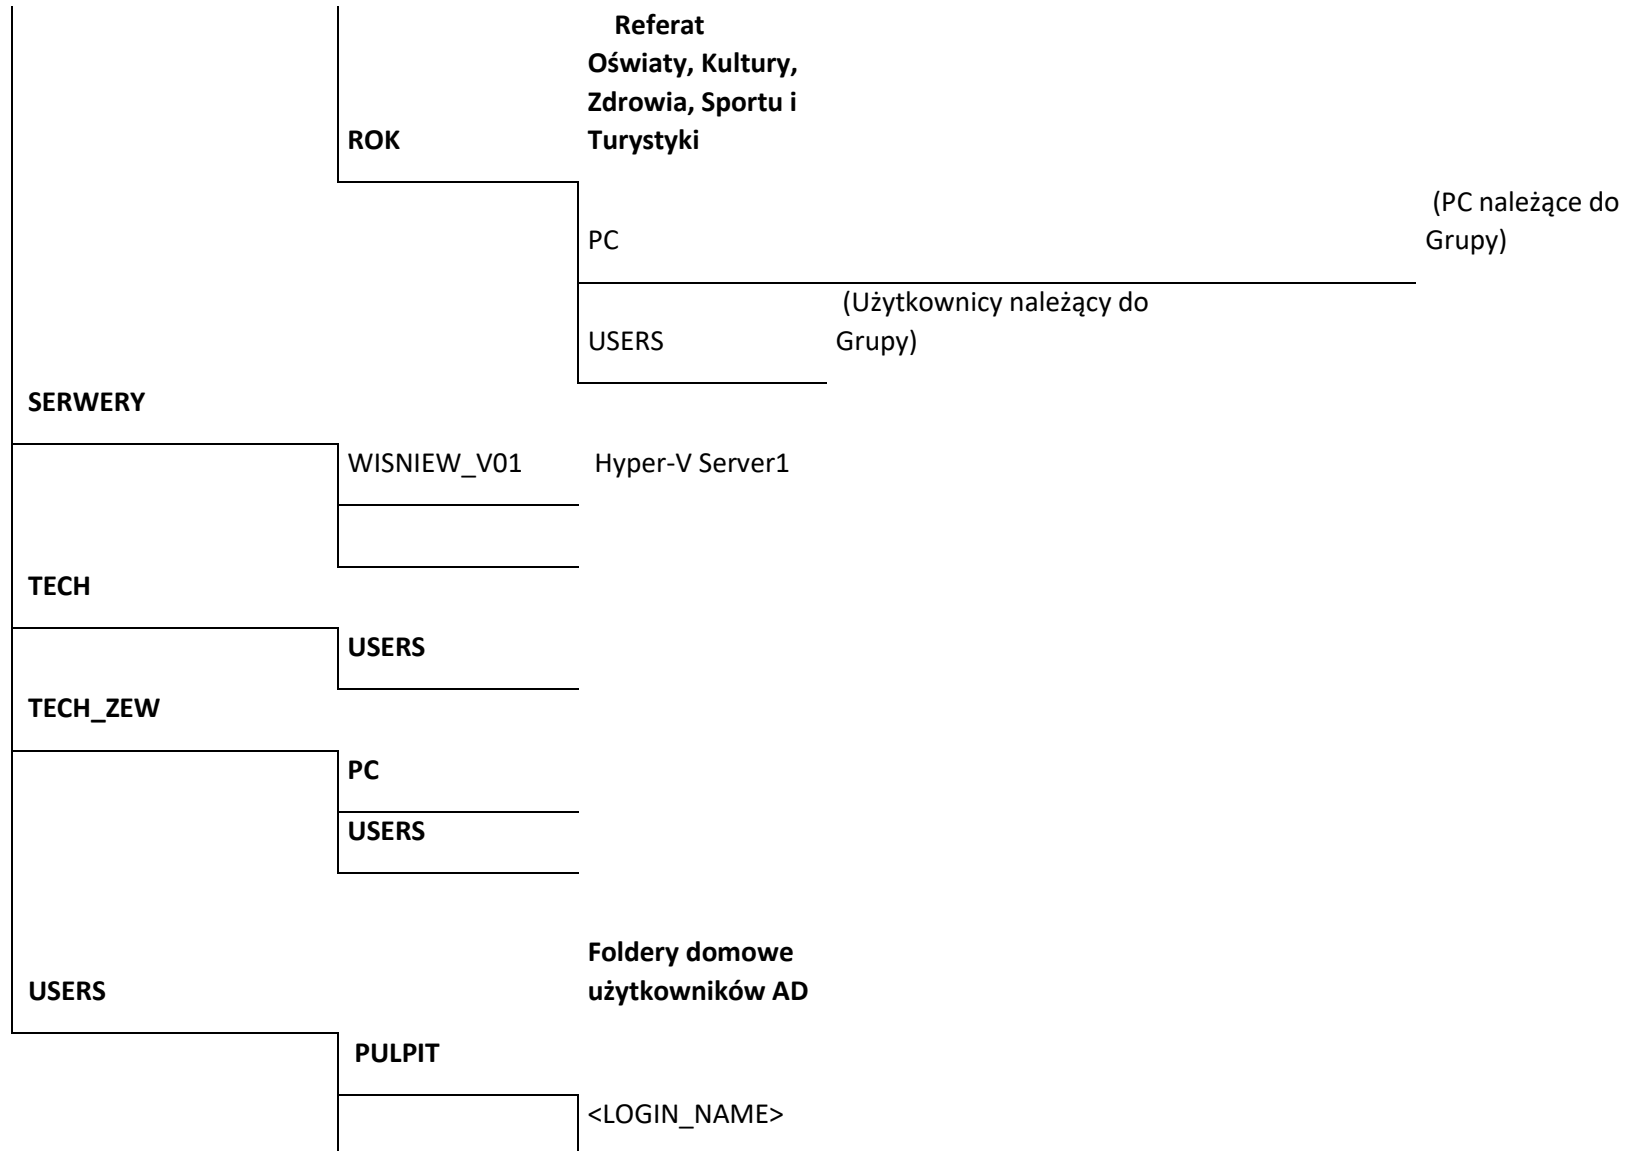 Referat
Oświaty, Kultury,
Zdrowia, Sportu i
ROK Turystyki
(PC należące do
PC Grupy)
(Użytkownicy należący do
USERS Grupy)
SERWERY
WISNIEW_V01 Hyper-V Server1
TECH
USERS
TECH_ZEW
PC
USERS
Foldery domowe
USERS użytkowników AD
PULPIT
<LOGIN_NAME>